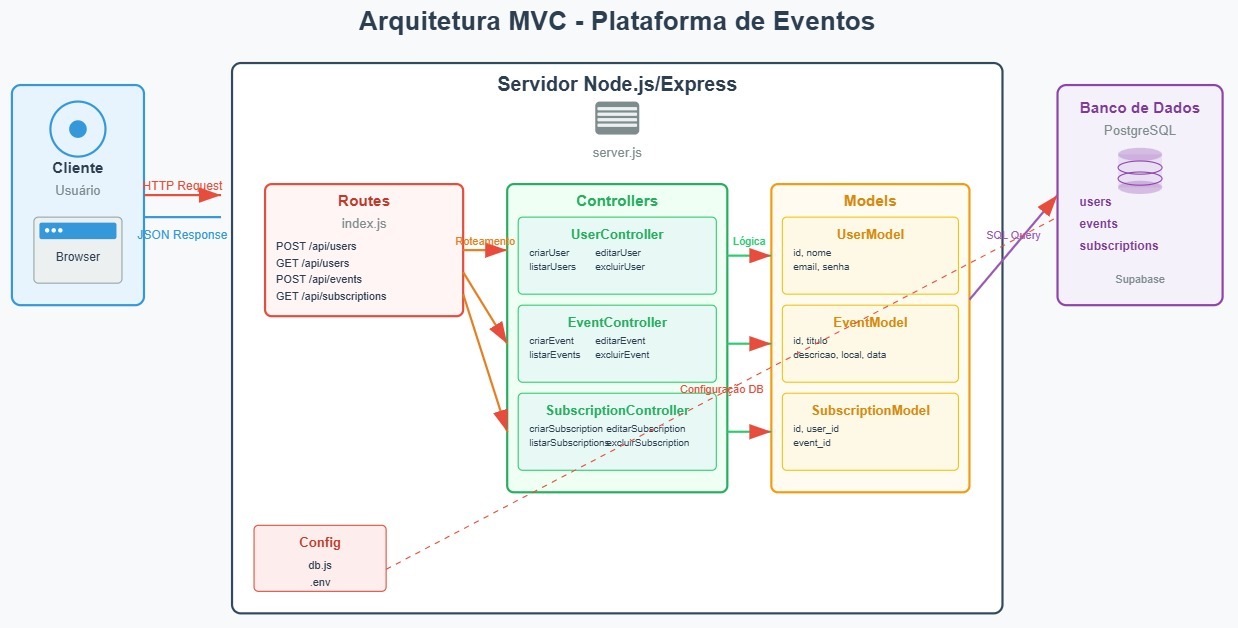 Arquitetura MVC - Plataforma de Eventos
Cliente
Usuário
Browser
HTTP Request
JSON Response
Servidor Node.js/Express
server.js
Routes
index.js
POST /api/users
GET /api/users
POST /api/events
GET /api/subscriptions
Roteamento
Controllers
UserController
criarUser editarUser
listarUsers excluirUser
EventController
criarEvent editarEvent
listarEvents excluirEvent
SubscriptionController
criarSubscription editarSubscription
listarSubscriptions excluirSubscription
Lógica
Configuração DB
Models
UserModel
id, nome
email, senha
EventModel
id, titulo
descricao, local, data
SubscriptionModel
id, user_id
event_id
Config
db.js
.env
SQL Query
Banco de Dados
PostgreSQL
users
events
subscriptions
Supabase